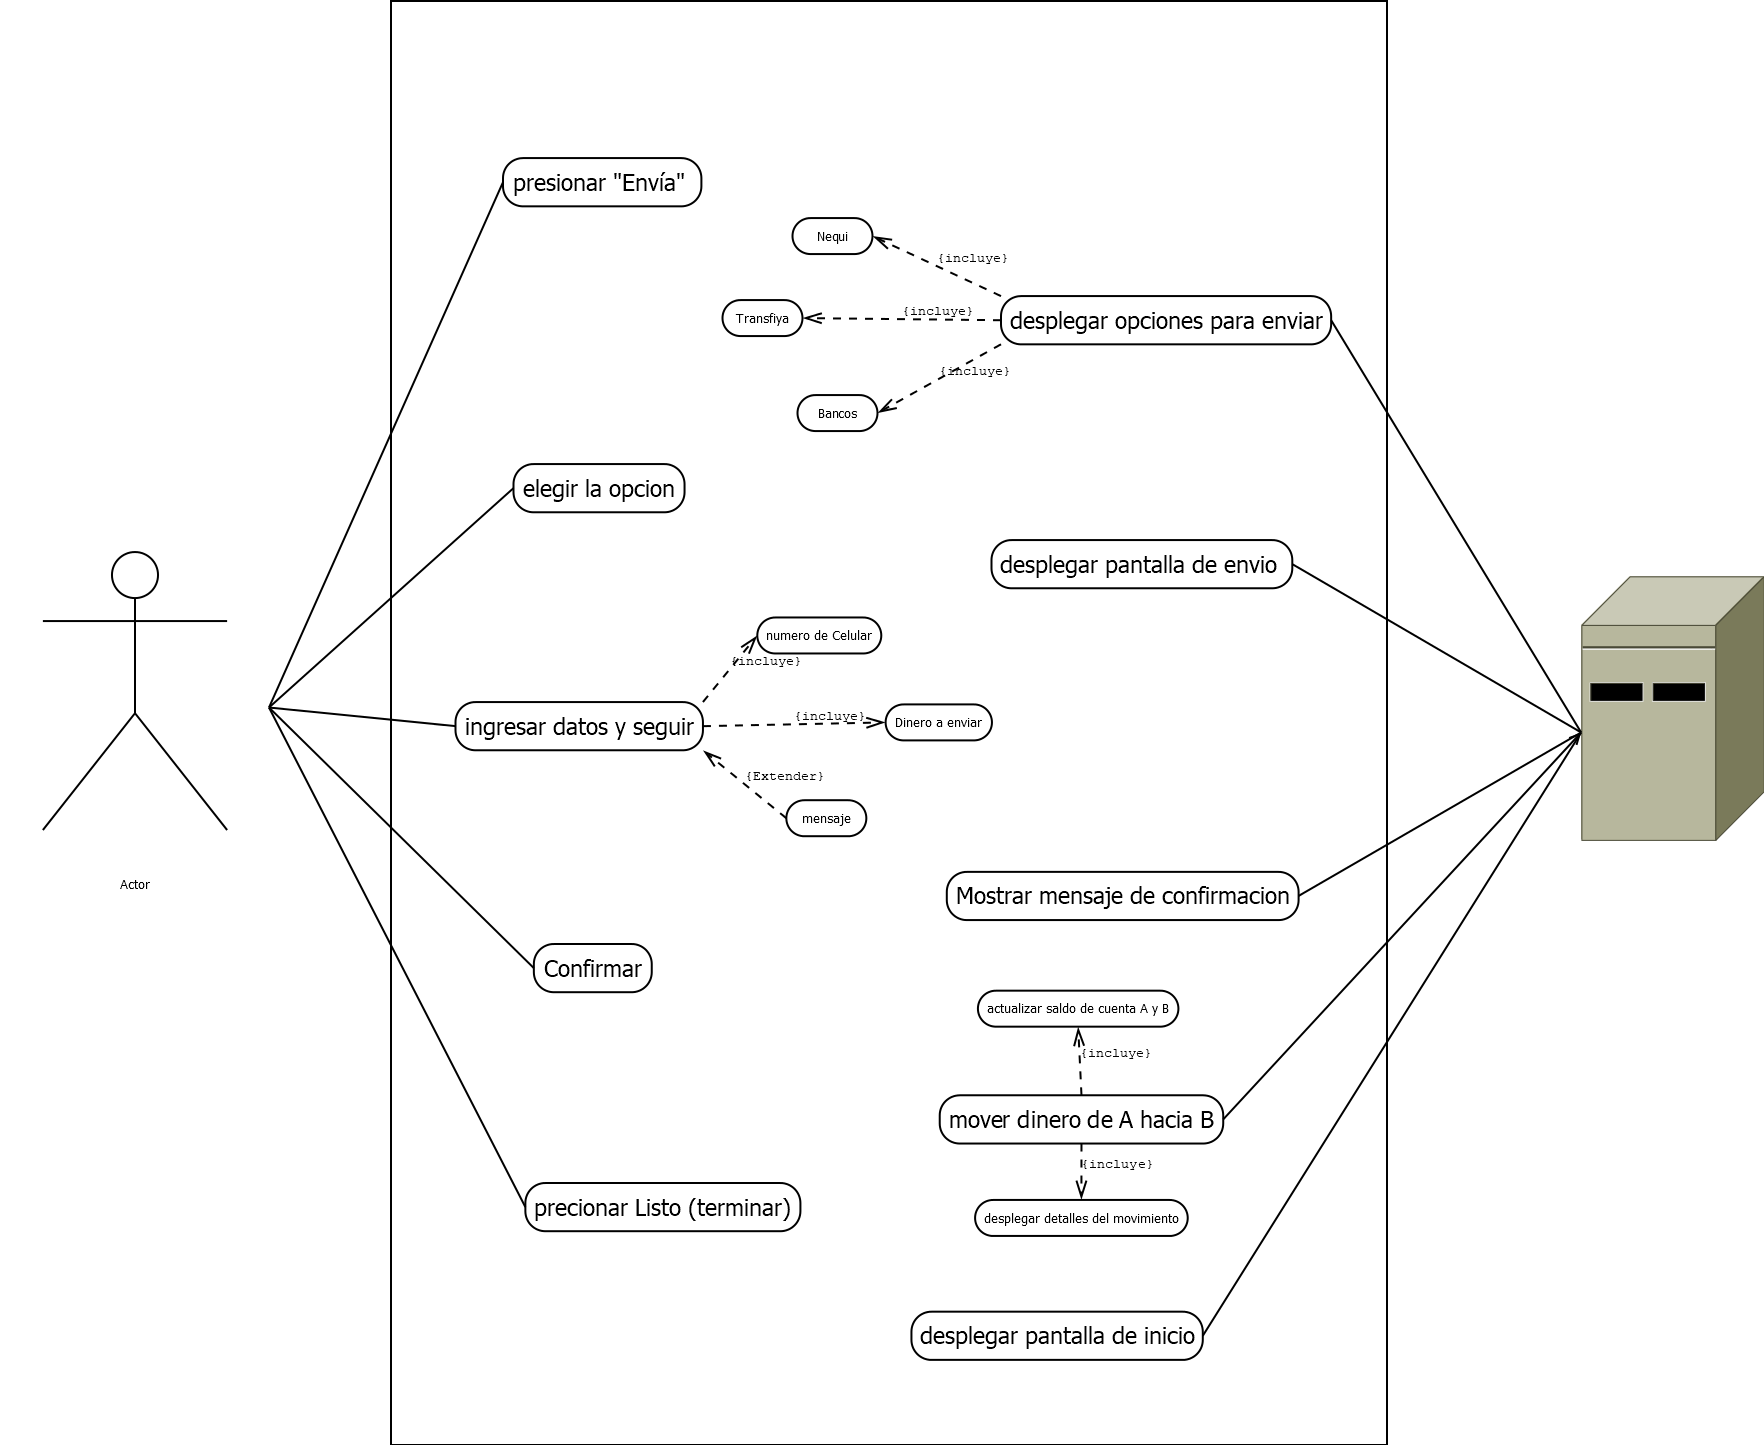 presionar "Envía"
Nequi
{incluye}
Transfiya
{incluye}
desplegar opciones para enviar
{incluye}
Bancos
elegir la opcion
desplegar pantalla de envio
numero de Celular
{incluye}
ingresar datos y seguir
{incluye}
Dinero a enviar
{Extender}
mensaje
Actor
Mostrar mensaje de confirmacion
Confirmar
actualizar saldo de cuenta A y B
{incluye}
mover dinero de A hacia B
{incluye}
precionar Listo (terminar)
desplegar detalles del movimiento
desplegar pantalla de inicio